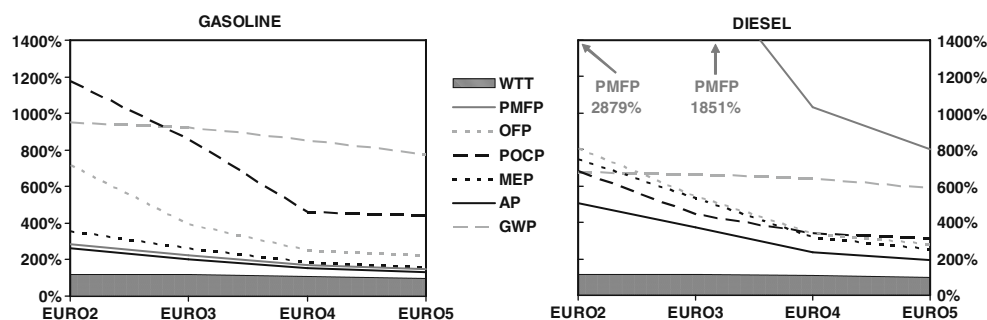 GASOLINE
1400%
1200%
1000%
800%
600%
400%
200%
0%
EURO2 EURO3 EURO4 EURO5
WTT
PMFP
OFP
POCP
MEP
AP
GWP
DIESEL
PMFP
2879%
PMFP
1851%
1400%
1200%
1000%
800%
600%
400%
200%
0%
EURO2 EURO3 EURO4 EURO5